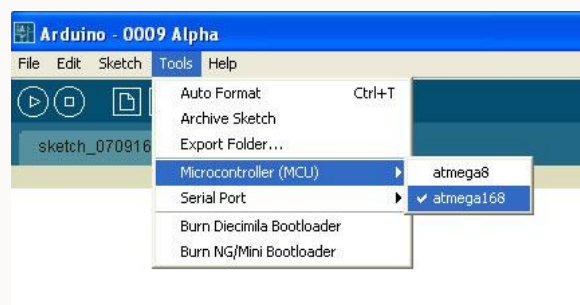 Arduino - 0009 Alpha
File Edit Sketch Tools Help
Auto Format Ctrl+T
Archive Sketch
sketch_070916
Export Folder...
Microcontroller (MCU)
atmega8
Serial Port
atmega168
Burn Diecimila Bootloader
Burn NG/Mini Bootloader